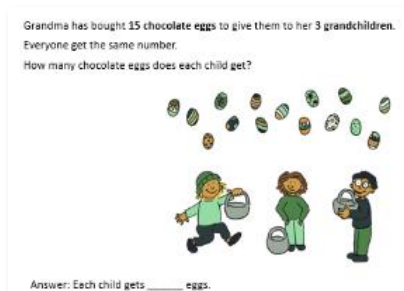 Grandma has bought 15 chocolate eggs to give them to her 3 grandchildren.
Everyone get the same number.
How many chocolate eggs does each child get?
Answer: Each child gets ______ eggs.